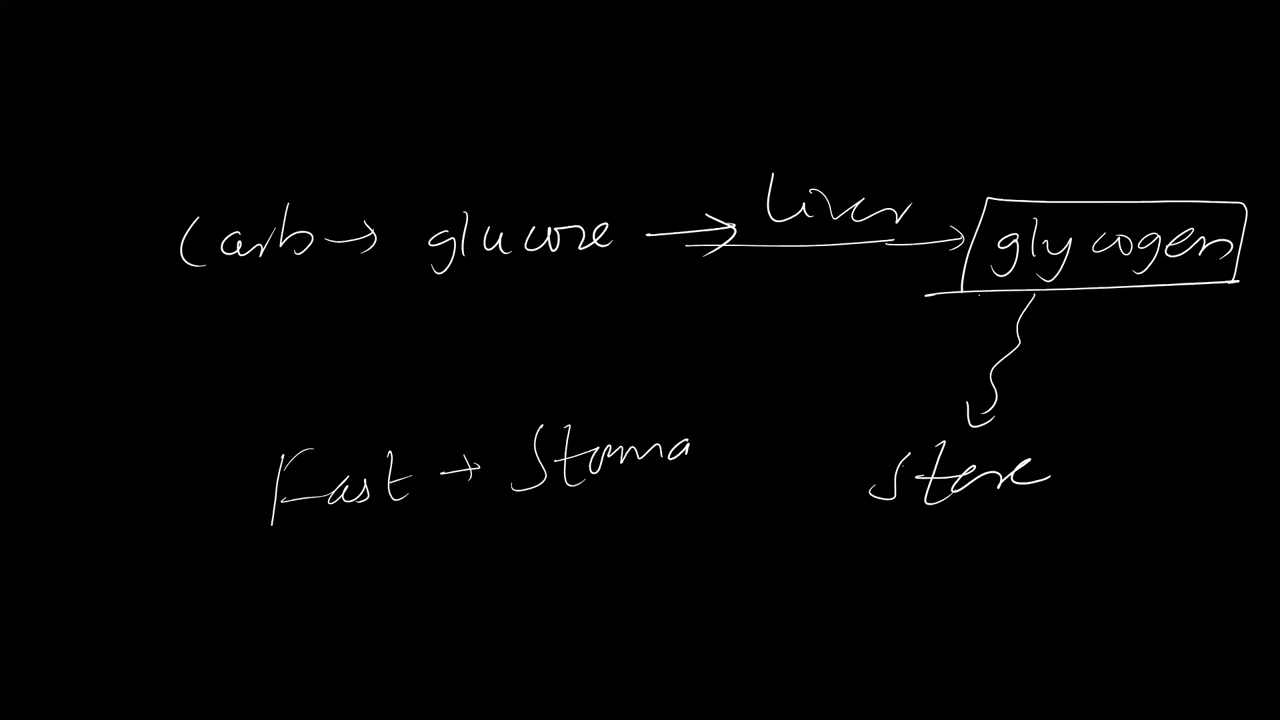 Liver
Carb → glucose → → glycogen
Fast → Stoma
Store